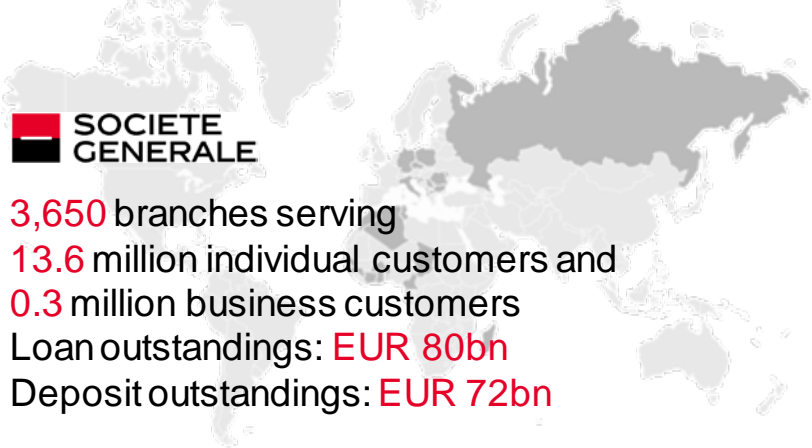 SOCIETE
GENERALE
3,650 branches serving
13.6 million individual customers and
0.3 million business customers
Loan outstandings: EUR 80bn
Deposit outstandings: EUR 72bn